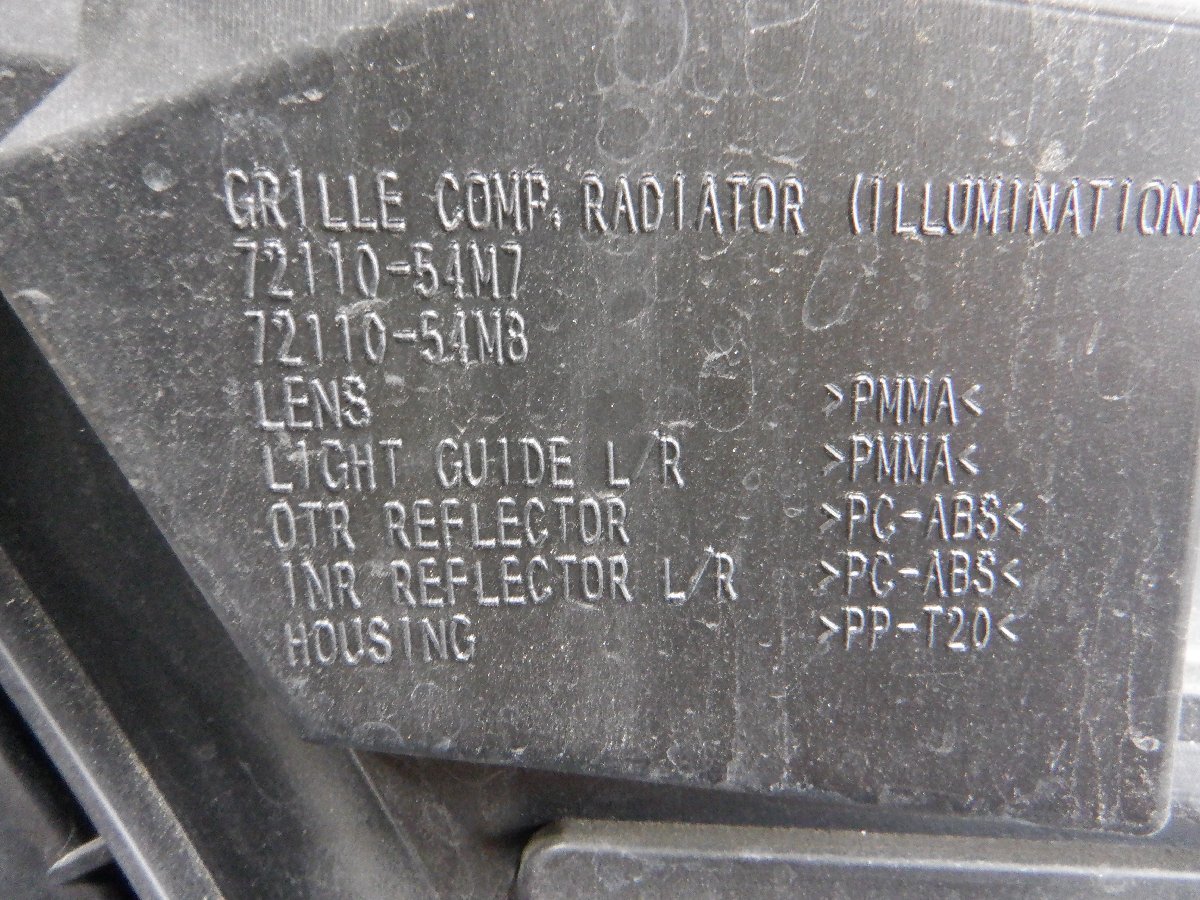 GRILLE COMP. RADIATOR (ILLUMINATION)
72110-54M7
72110-54M8
LENS >PMMA<
LIGHT GUIDE L/R >PMMA<
OTR REFLECTOR >PC-ABS<
INR REFLECTOR L/R >PC-ABS<
HOUSING >PP-T20<